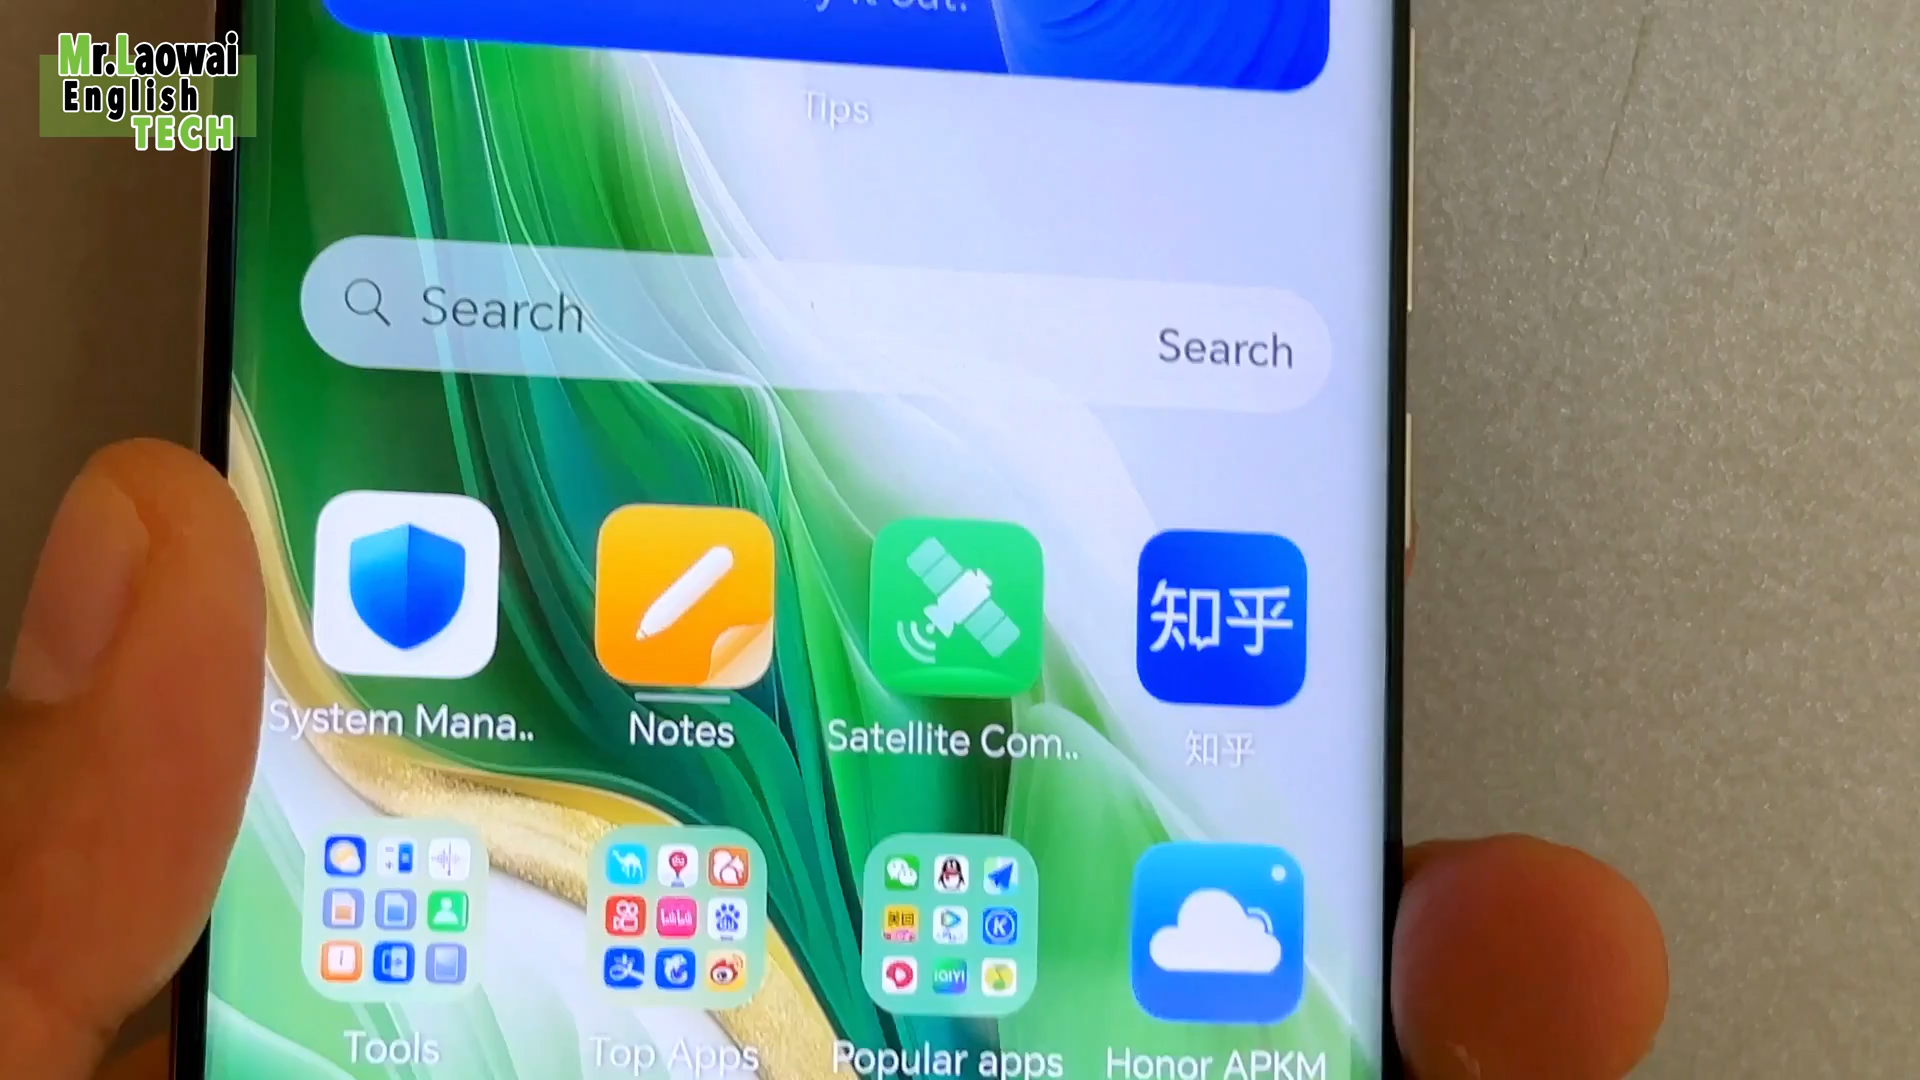 Mr.Laowai
English
TECH
Tips
Search
Search
知乎
System Mana..
Notes
Satellite Com..
知乎
Tools
Top Apps
Popular apps
Honor APKM